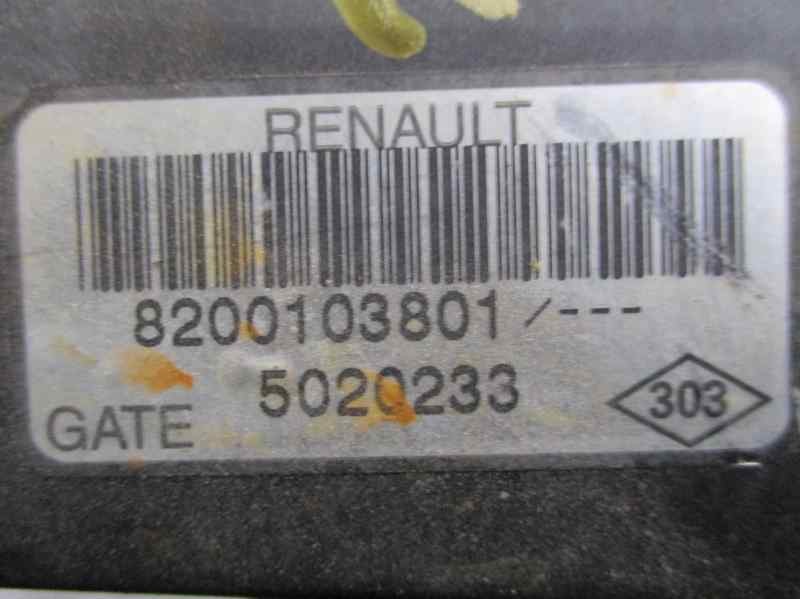 RENAULT
8200103801/---
5020233
GATE
303